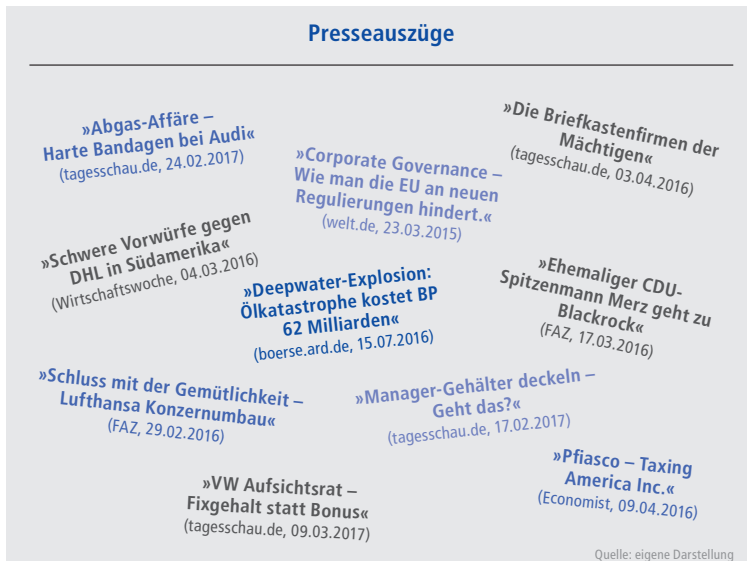 Presseauszüge
»Abgas-Affäre –
Harte Bandagen bei Audi«
(tagesschau.de, 24.02.2017)
»Die Briefkastenfirmen der
Mächtigen«
(tagesschau.de, 03.04.2016)
»Corporate Governance –
Wie man die EU an neuen
Regulierungen hindert.«
(welt.de, 23.03.2015)
»Schwere Vorwürfe gegen
DHL in Südamerika«
(Wirtschaftswoche, 04.03.2016)
»Deepwater-Explosion:
Ölkatastrophe kostet BP
62 Milliarden«
(boerse.ard.de, 15.07.2016)
»Ehemaliger CDU-
Spitzenmann Merz geht zu
Blackrock«
(FAZ, 17.03.2016)
»Schluss mit der Gemütlichkeit –
Lufthansa Konzernumbau«
(FAZ, 29.02.2016)
»Manager-Gehälter deckeln –
Geht das?«
(tagesschau.de, 17.02.2017)
»Pfiasco – Taxing
America Inc.«
(Economist, 09.04.2016)
»VW Aufsichtsrat –
Fixgehalt statt Bonus«
(tagesschau.de, 09.03.2017)
Quelle: eigene Darstellung